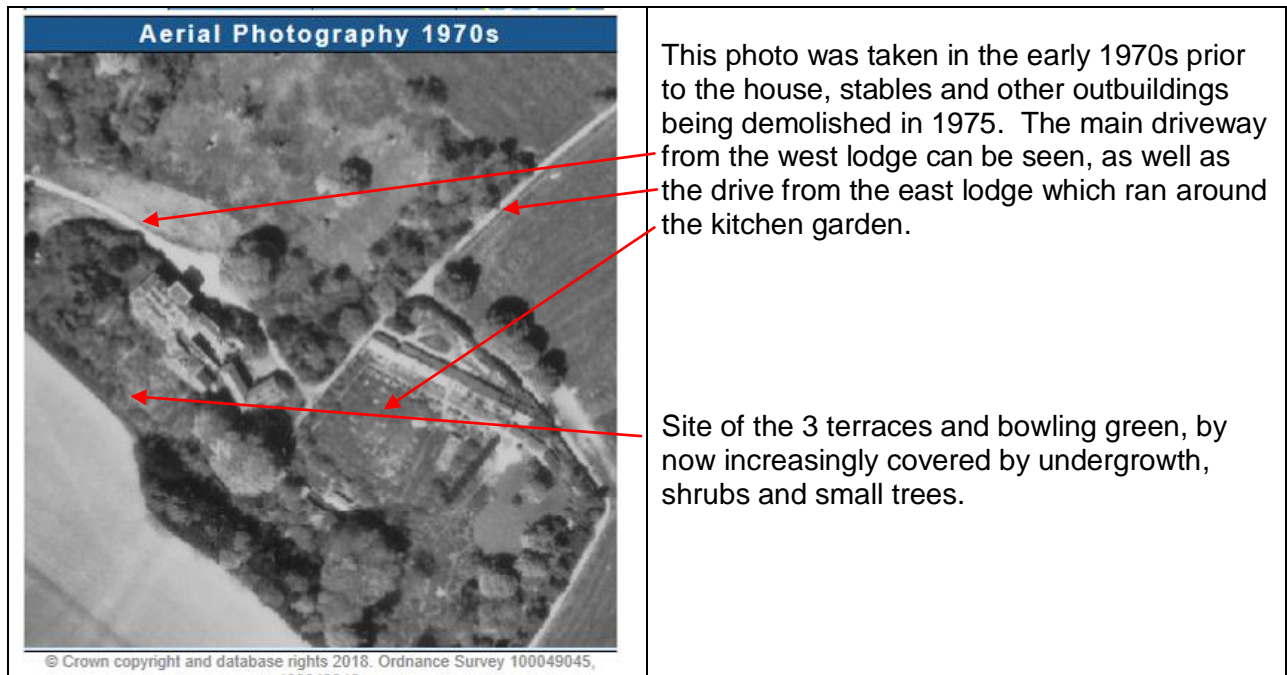 Aerial Photography 1970s
© Crown copyright and database rights 2018. Ordnance Survey 100049045,
This photo was taken in the early 1970s prior
to the house, stables and other outbuildings
being demolished in 1975. The main driveway
from the west lodge can be seen, as well as
the drive from the east lodge which ran around
the kitchen garden.
Site of the 3 terraces and bowling green, by
now increasingly covered by undergrowth,
shrubs and small trees.